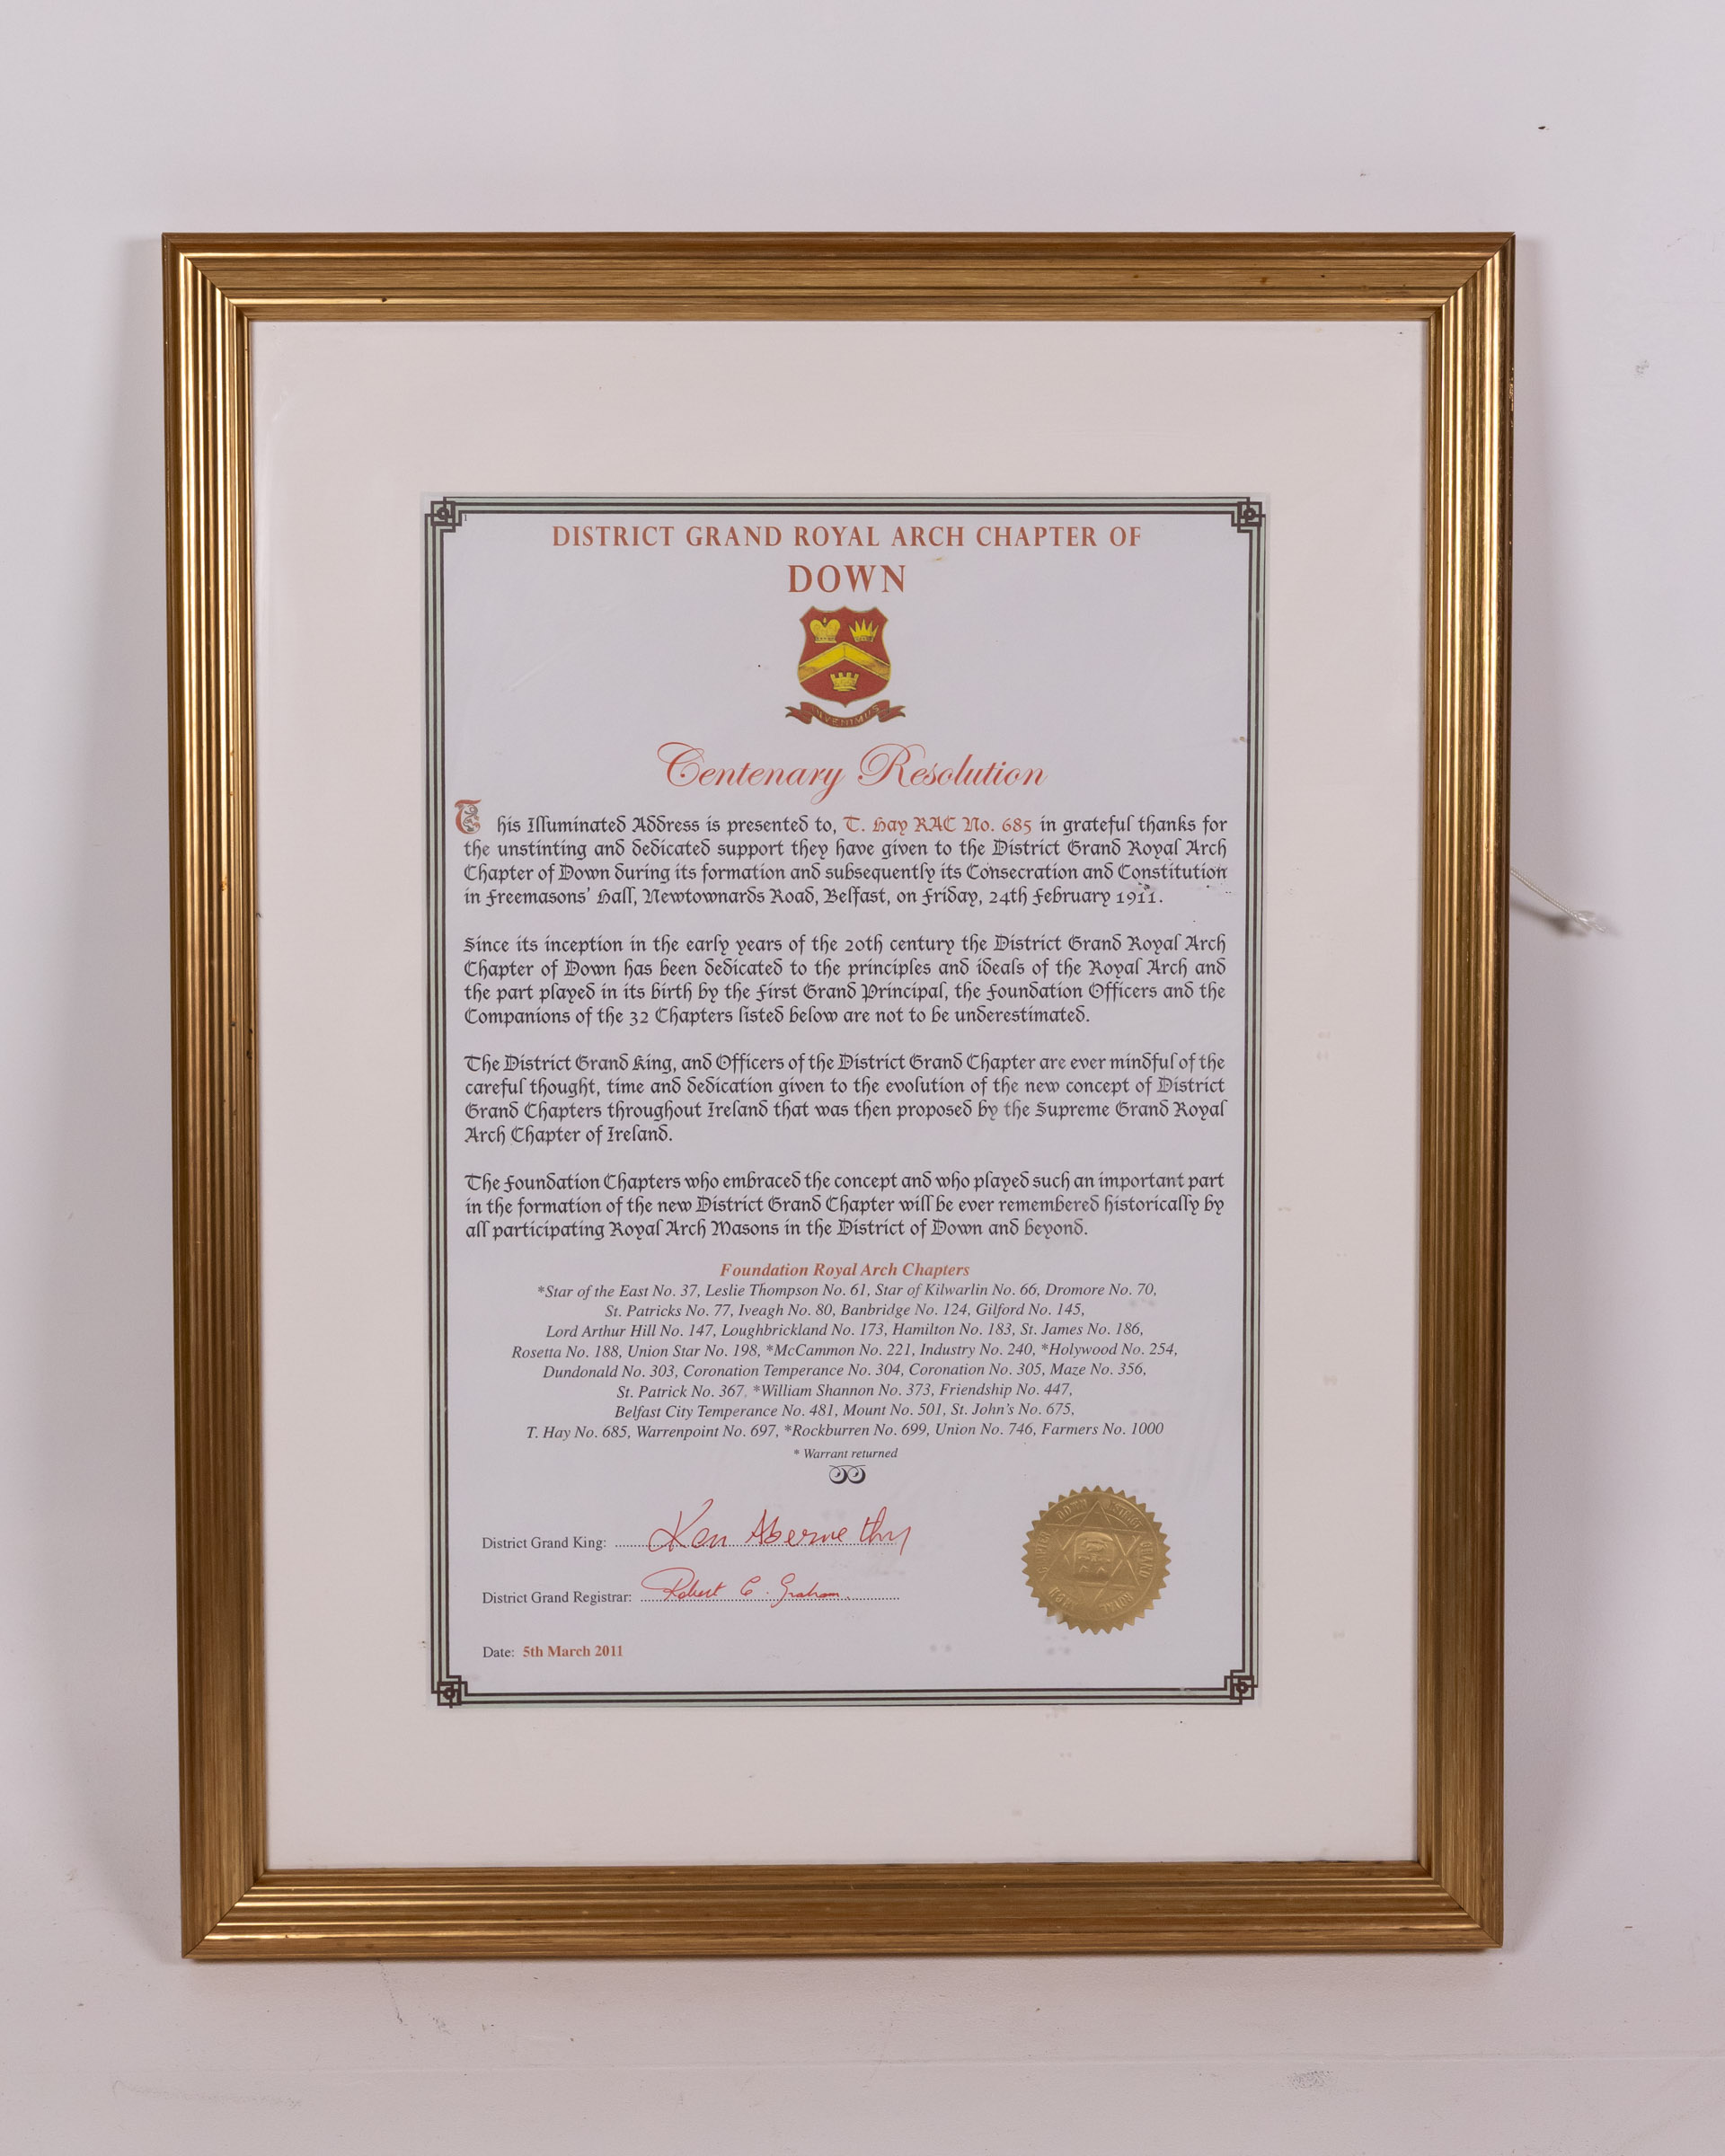 DISTRICT GRAND ROYAL ARCH CHAPTER OF
DOWN
INVENIMUS
Centenary Resolution
This Illuminated Address is presented to, T. Hay RAC No. 685 in grateful thanks for
the unstinting and dedicated support they have given to the District Grand Royal Arch
Chapter of Down during its formation and subsequently its Consecration and Constitution
in Freemasons' Hall, Newtownards Road, Belfast, on Friday, 24th February 1911.
Since its inception in the early years of the 20th century the District Grand Royal Arch
Chapter of Down has been dedicated to the principles and ideals of the Royal Arch and
the part played in its birth by the First Grand Principal, the Foundation Officers and the
Companions of the 32 Chapters listed below are not to be underestimated.
The District Grand King, and Officers of the District Grand Chapter are ever mindful of the
careful thought, time and dedication given to the evolution of the new concept of District
Grand Chapters throughout Ireland that was then proposed by the Supreme Grand Royal
Arch Chapter of Ireland.
The Foundation Chapters who embraced the concept and who played such an important part
in the formation of the new District Grand Chapter will be ever remembered historically by
all participating Royal Arch Masons in the District of Down and beyond.
Foundation Royal Arch Chapters
*Star of the East No. 37, Leslie Thompson No. 61, Star of Kilwarlin No. 66, Dromore No. 70,
St. Patricks No. 77, Iveagh No. 80, Banbridge No. 124, Gilford No. 145,
Lord Arthur Hill No. 147, Loughbrickland No. 173, Hamilton No. 183, St. James No. 186,
Rosetta No. 188, Union Star No. 198, *McCammon No. 221, Industry No. 240, *Holywood No. 254,
Dundonald No. 303, Coronation Temperance No. 304, Coronation No. 305, Maze No. 356,
St. Patrick No. 367, *William Shannon No. 373, Friendship No. 447,
Belfast City Temperance No. 481, Mount No. 501, St. John's No. 675,
T. Hay No. 685, Warrenpoint No. 697, *Rockburren No. 699, Union No. 746, Farmers No. 1000
* Warrant returned
District Grand King: Ken Abernethy
District Grand Registrar: Robert C. Graham
Date: 5th March 2011
DISTRICT GRAND ROYAL ARCH CHAPTER DOWN